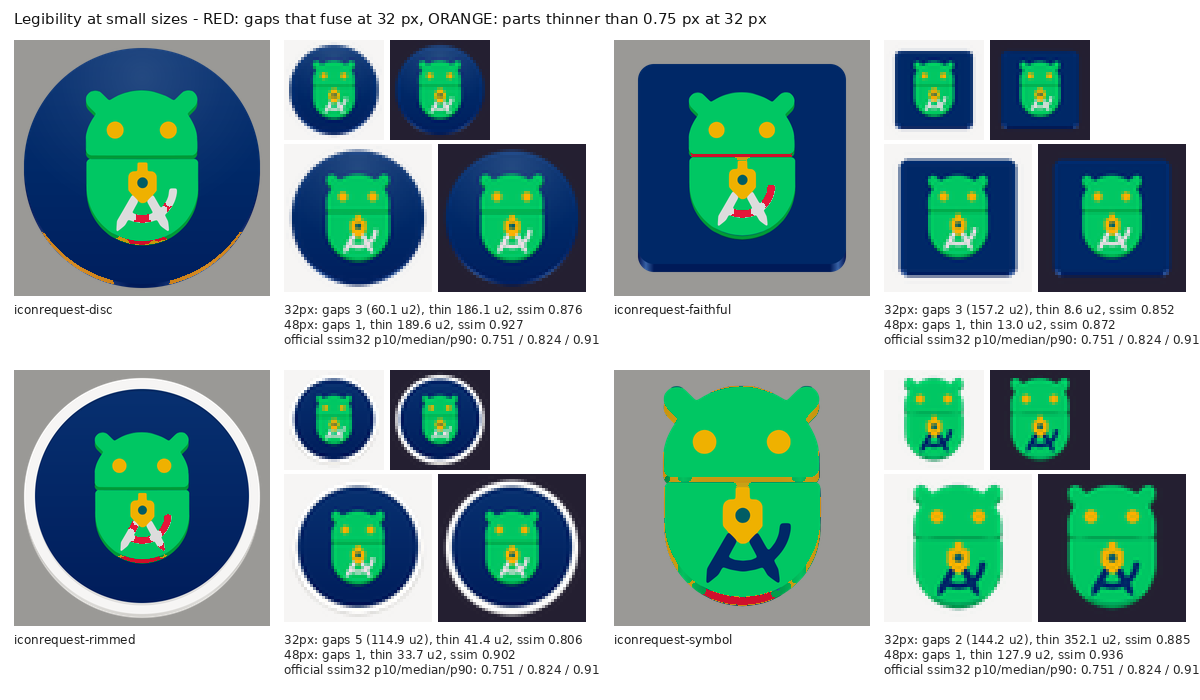 Legibility at small sizes - RED: gaps that fuse at 32 px, ORANGE: parts thinner than 0.75 px at 32 px
iconrequest-disc
32px: gaps 3 (60.1 u2), thin 186.1 u2, ssim 0.876
48px: gaps 1, thin 189.6 u2, ssim 0.927
official ssim32 p10/median/p90: 0.751 / 0.824 / 0.91
iconrequest-faithful
32px: gaps 3 (157.2 u2), thin 8.6 u2, ssim 0.852
48px: gaps 1, thin 13.0 u2, ssim 0.872
official ssim32 p10/median/p90: 0.751 / 0.824 / 0.91
iconrequest-rimmed
32px: gaps 5 (114.9 u2), thin 41.4 u2, ssim 0.806
48px: gaps 1, thin 33.7 u2, ssim 0.902
official ssim32 p10/median/p90: 0.751 / 0.824 / 0.91
iconrequest-symbol
32px: gaps 2 (144.2 u2), thin 352.1 u2, ssim 0.885
48px: gaps 1, thin 127.9 u2, ssim 0.936
official ssim32 p10/median/p90: 0.751 / 0.824 / 0.91